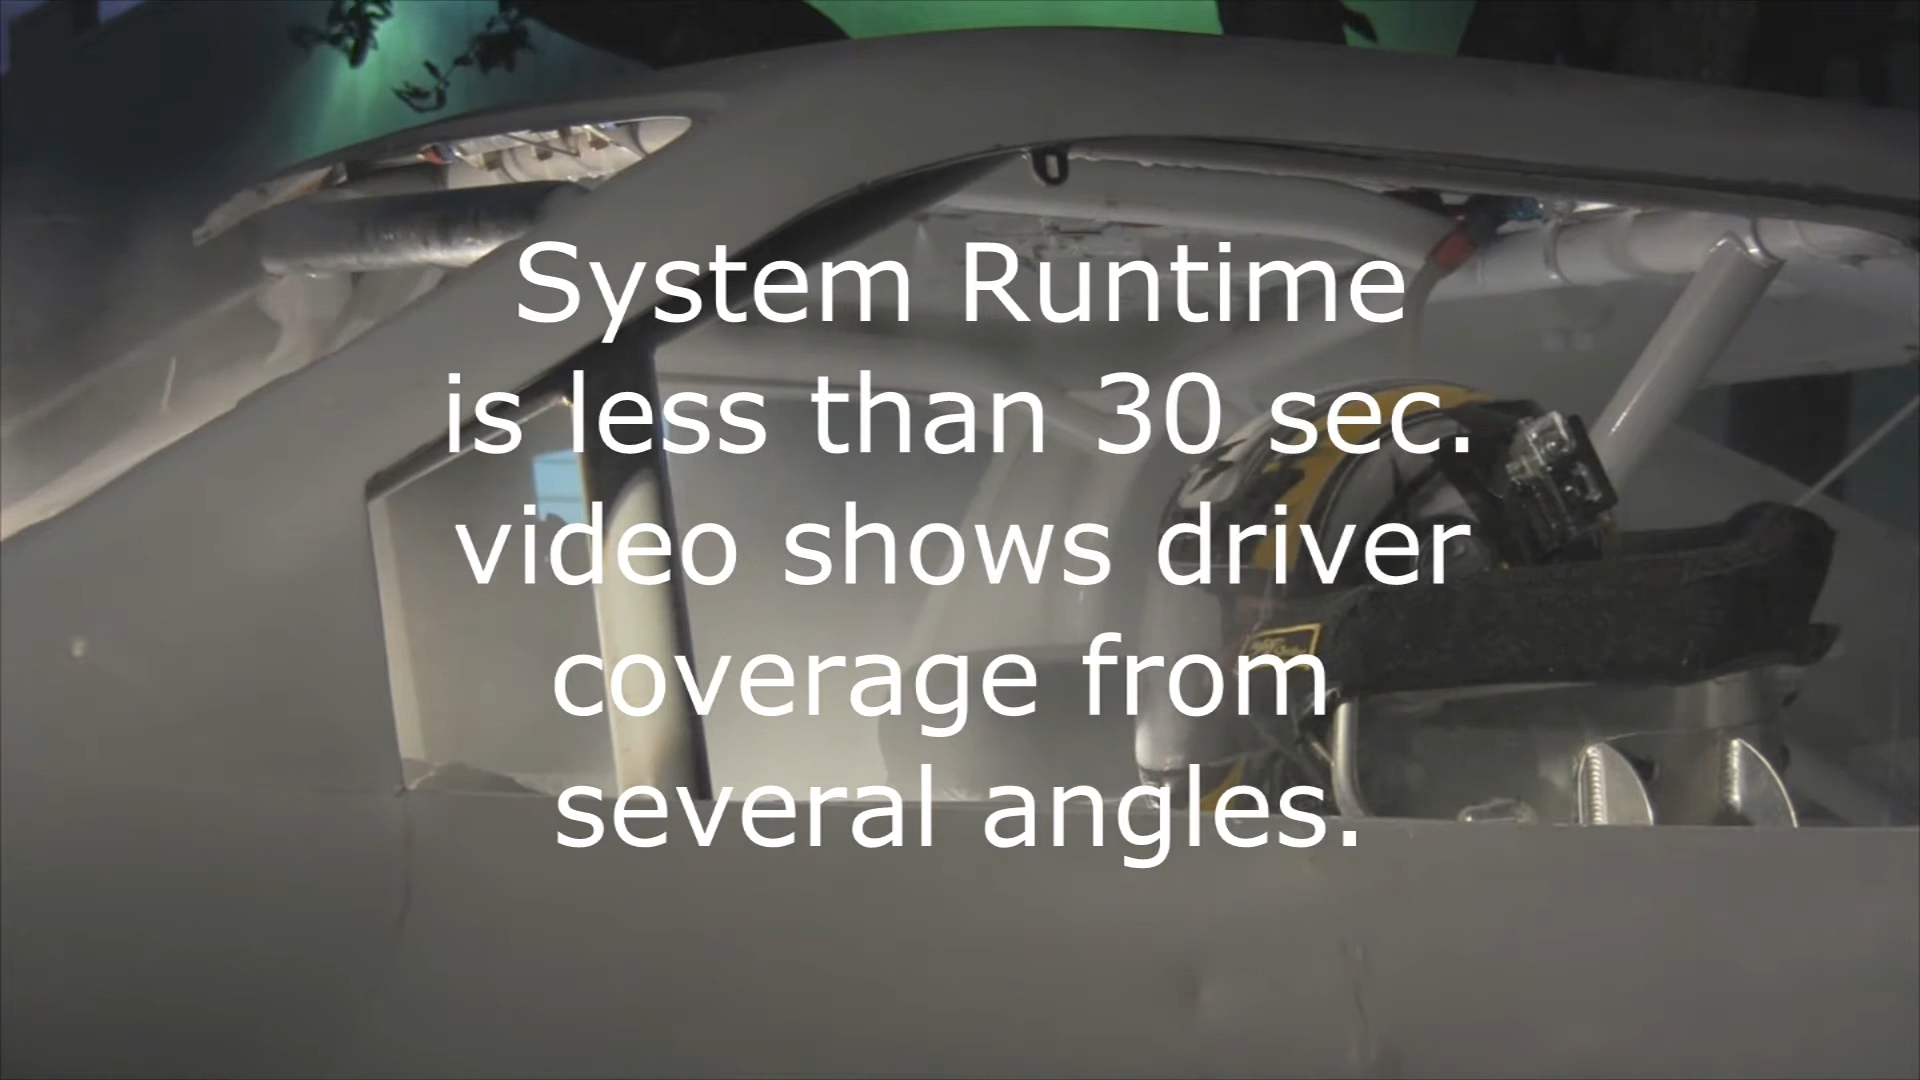 System Runtime
is less than 30 sec.
video shows driver
coverage from
several angles.